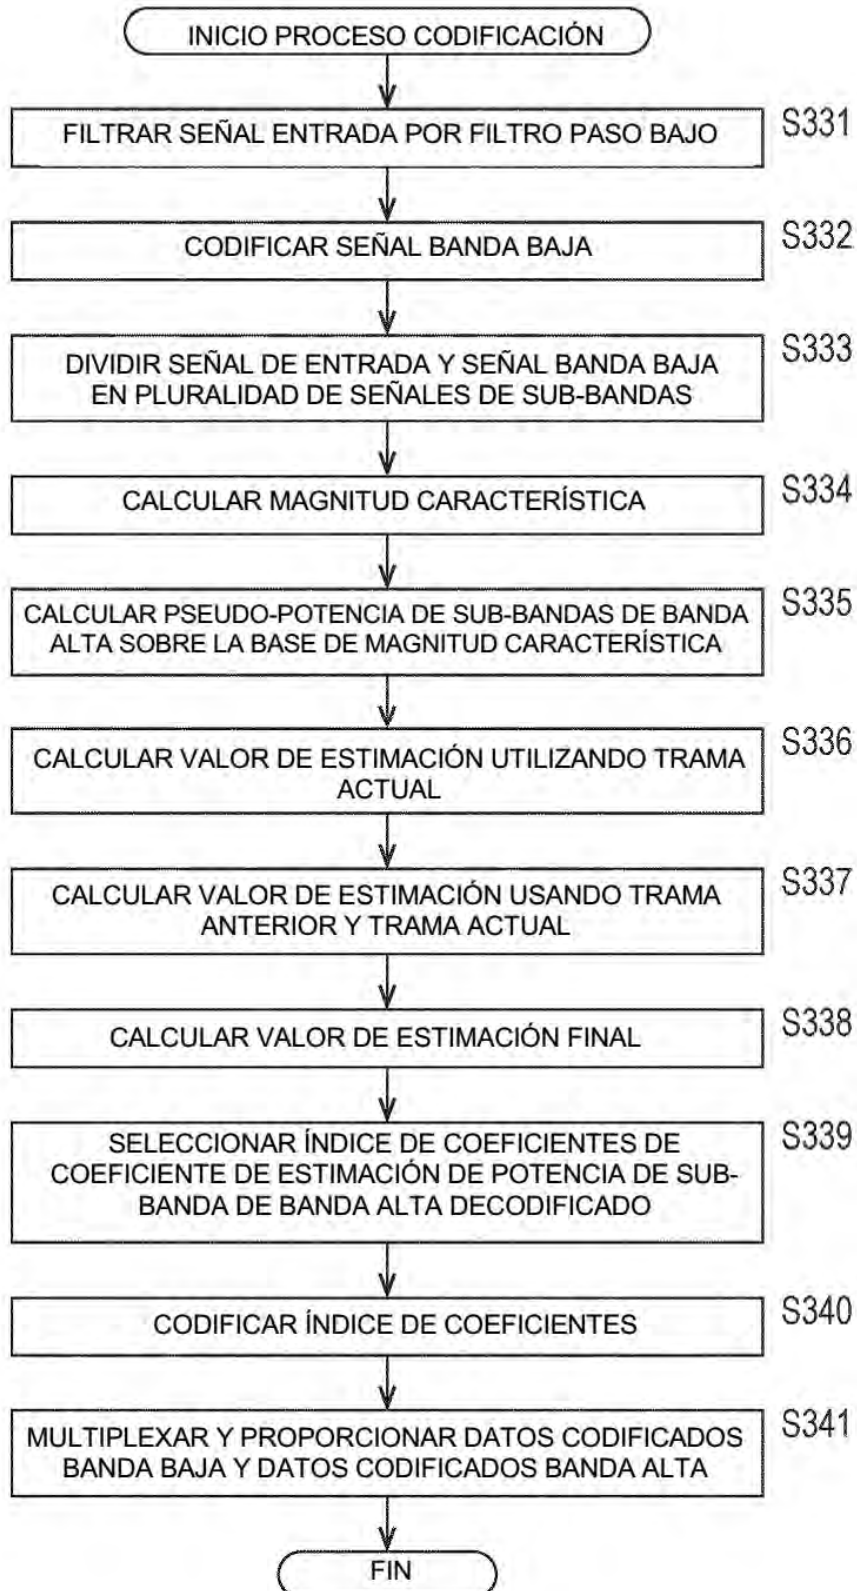 INICIO PROCESO CODIFICACIÓN
FILTRAR SEÑAL ENTRADA POR FILTRO PASO BAJO
S331
CODIFICAR SEÑAL BANDA BAJA
S332
DIVIDIR SEÑAL DE ENTRADA Y SEÑAL BANDA BAJA
EN PLURALIDAD DE SEÑALES DE SUB-BANDAS
S333
CALCULAR MAGNITUD CARACTERÍSTICA
S334
CALCULAR PSEUDO-POTENCIA DE SUB-BANDAS DE BANDA
ALTA SOBRE LA BASE DE MAGNITUD CARACTERÍSTICA
S335
CALCULAR VALOR DE ESTIMACIÓN UTILIZANDO TRAMA
ACTUAL
S336
CALCULAR VALOR DE ESTIMACIÓN USANDO TRAMA
ANTERIOR Y TRAMA ACTUAL
S337
CALCULAR VALOR DE ESTIMACIÓN FINAL
S338
SELECCIONAR ÍNDICE DE COEFICIENTES DE
COEFICIENTE DE ESTIMACIÓN DE POTENCIA DE SUB-
BANDA DE BANDA ALTA DECODIFICADO
S339
CODIFICAR ÍNDICE DE COEFICIENTES
S340
MULTIPLEXAR Y PROPORCIONAR DATOS CODIFICADOS
BANDA BAJA Y DATOS CODIFICADOS BANDA ALTA
S341
FIN